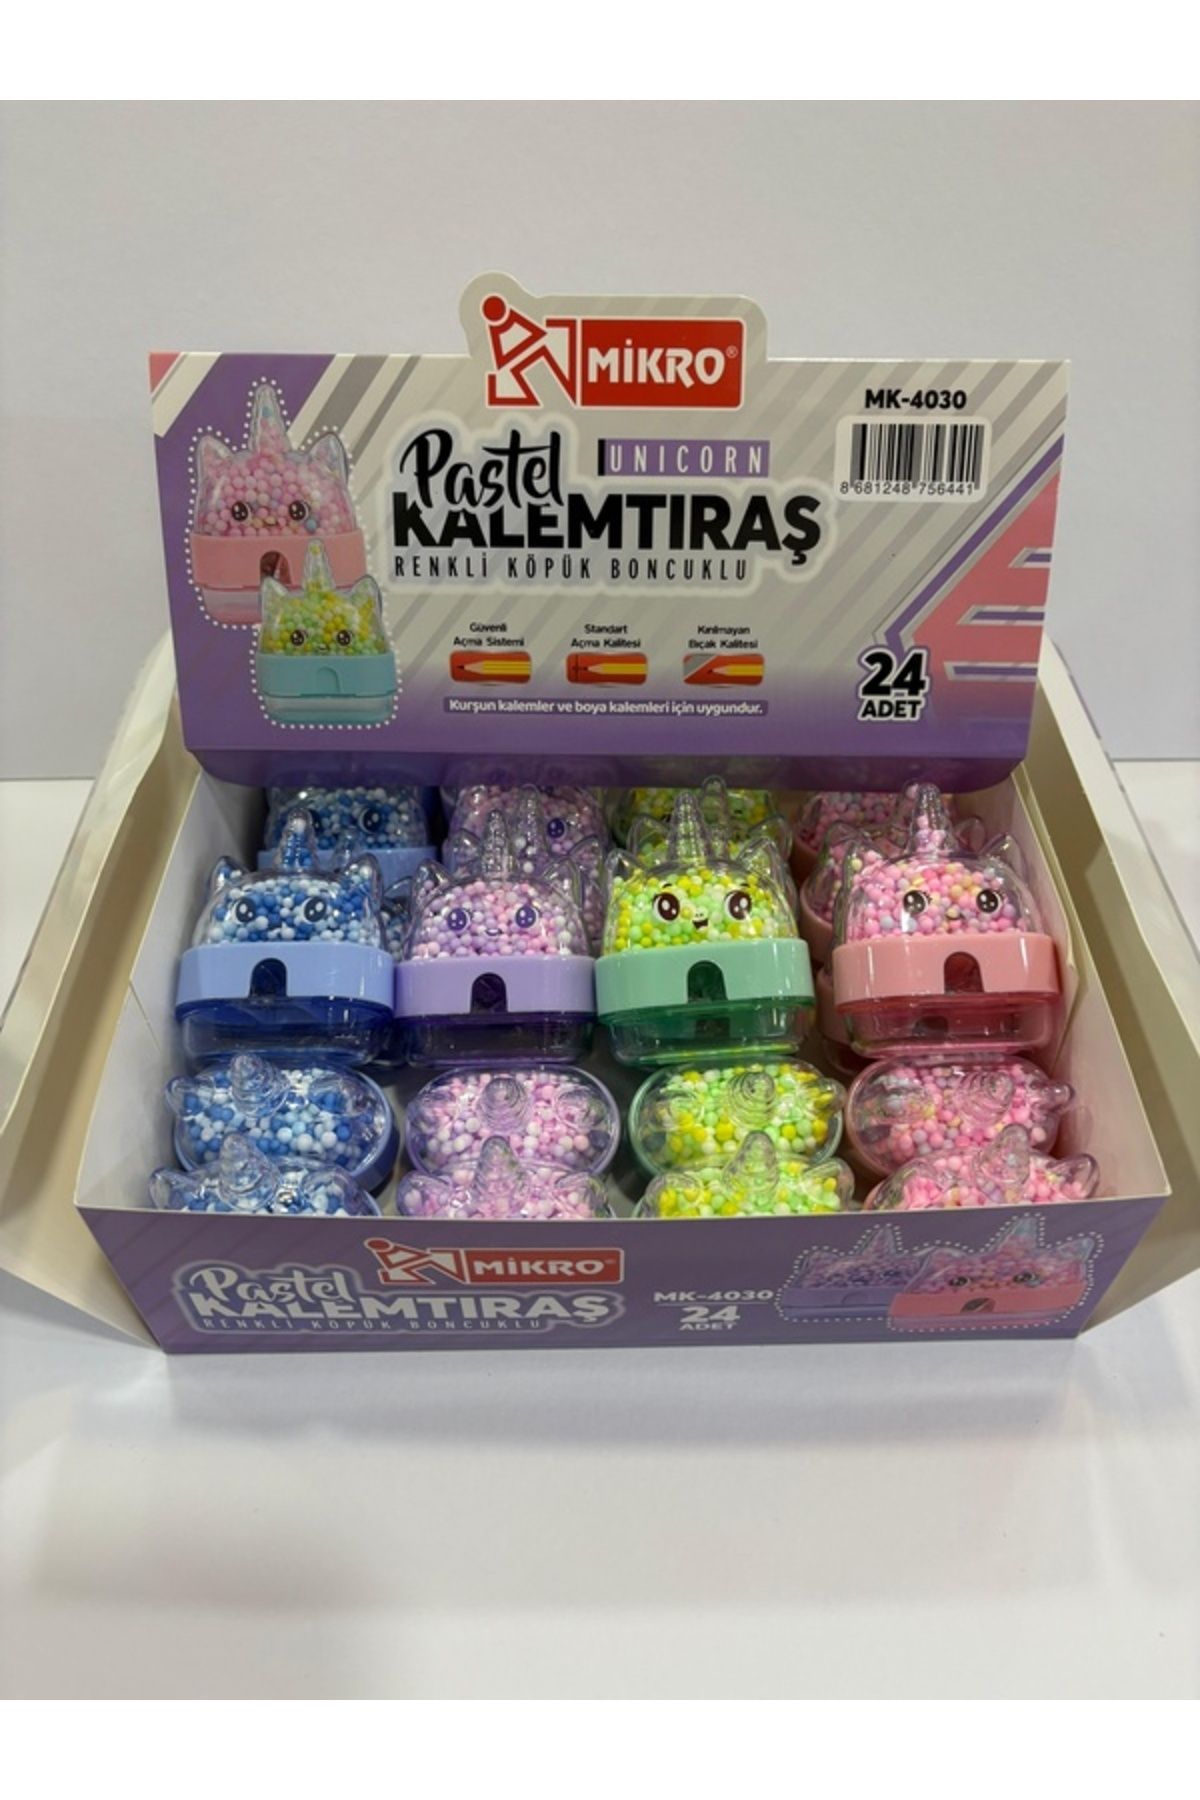 MİKRO®
MK-4030
Pastel
UNICORN
KALEMTIRAŞ
RENKLİ KÖPÜK BONCUKLU
8 681248 756441
Güvenli
Açma Sistemi
Standart
Açma Kalitesi
Kırılmayan
Bıçak Kalitesi
Kurşun kalemler ve boya kalemleri için uygundur.
24
ADET
MİKRO
Pastel
KALEMTIRAŞ
RENKLİ KÖPÜK BONCUKLU
MK-4030
24
ADET